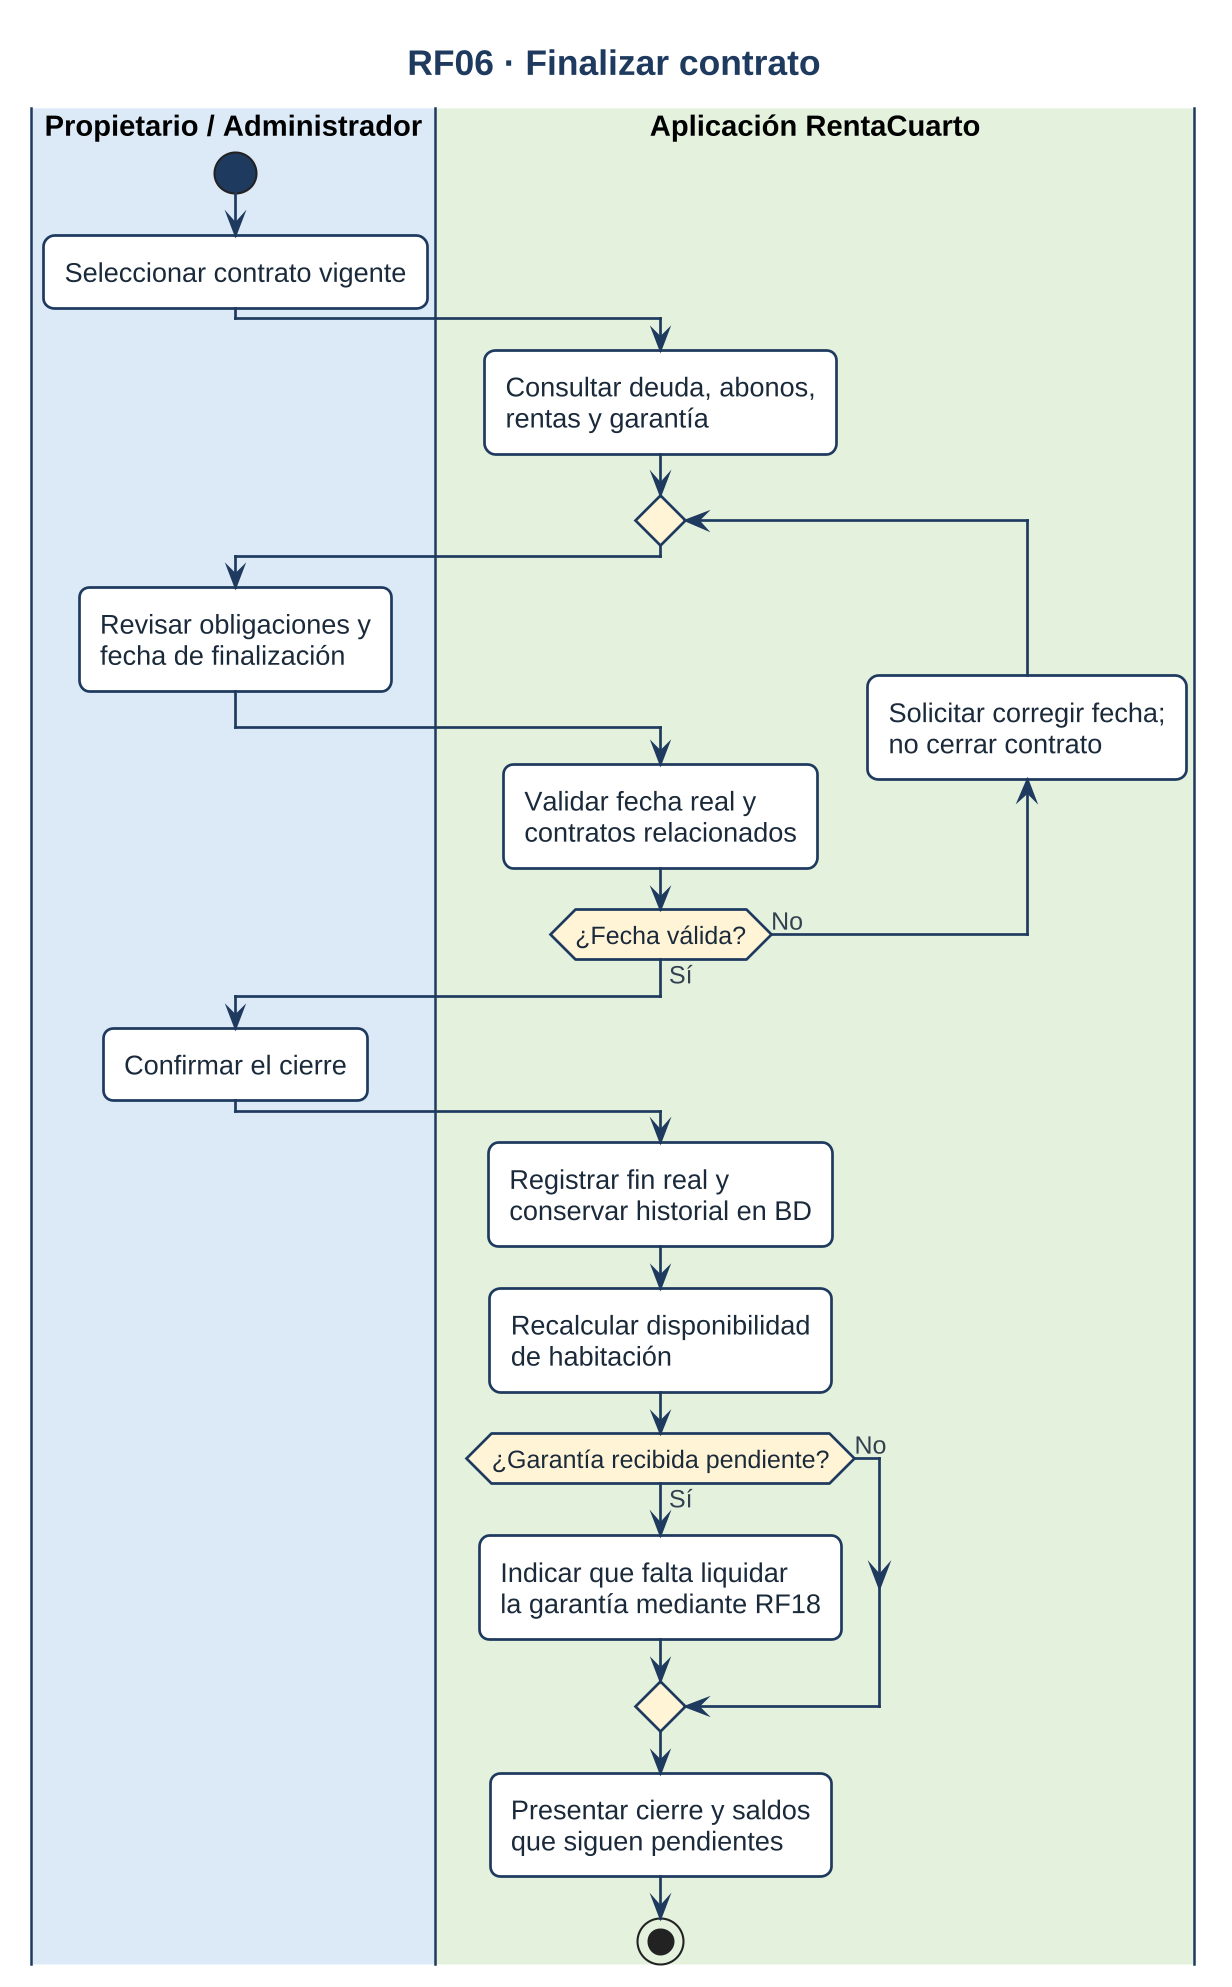 RF06 · Finalizar contrato
Propietario / Administrador
Aplicación RentaCuarto
Seleccionar contrato vigente
Consultar deuda, abonos,
rentas y garantía
Revisar obligaciones y
fecha de finalización
Solicitar corregir fecha;
no cerrar contrato
Validar fecha real y
contratos relacionados
¿Fecha válida?
No
Sí
Confirmar el cierre
Registrar fin real y
conservar historial en BD
Recalcular disponibilidad
de habitación
¿Garantía recibida pendiente?
No
Sí
Indicar que falta liquidar
la garantía mediante RF18
Presentar cierre y saldos
que siguen pendientes